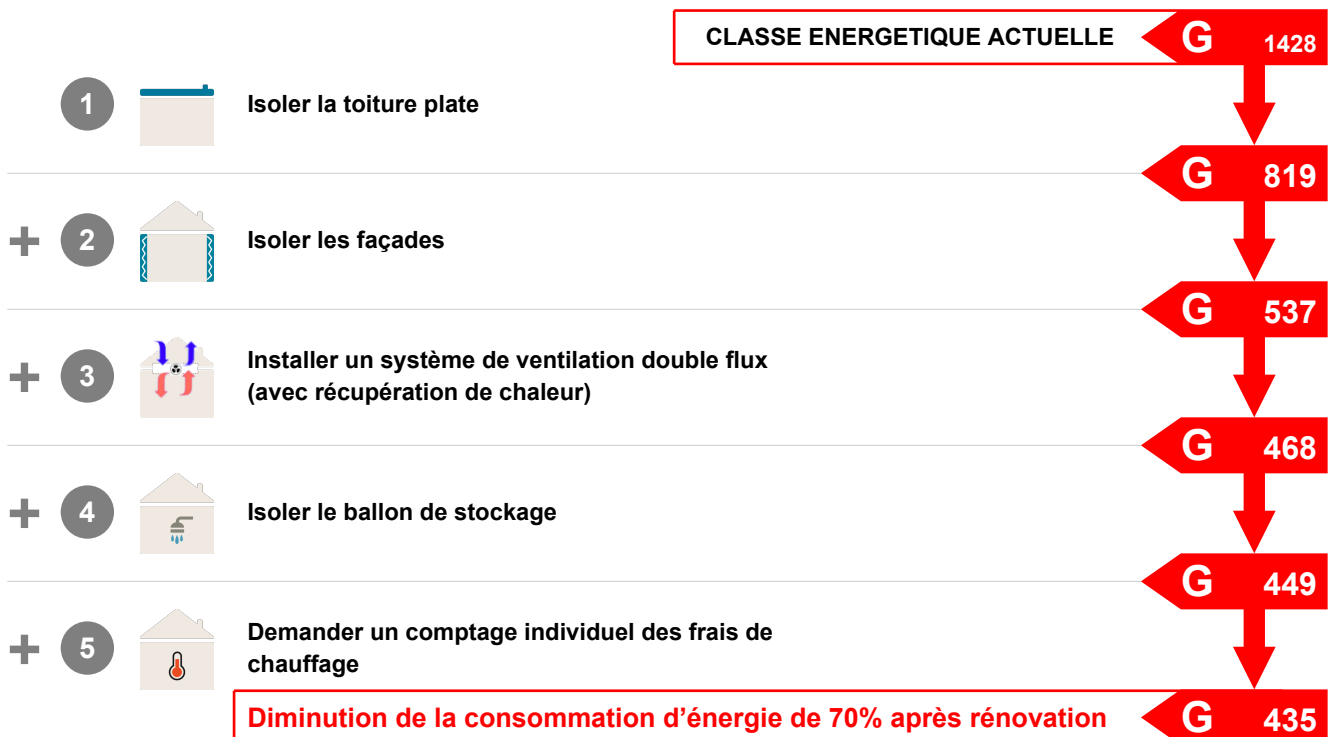 CLASSE ENERGETIQUE ACTUELLE G 1428
1 Isoler la toiture plate
G 819
+ 2 Isoler les façades
G 537
+ 3 Installer un système de ventilation double flux
(avec récupération de chaleur)
G 468
+ 4 Isoler le ballon de stockage
G 449
+ 5 Demander un comptage individuel des frais de
chauffage
Diminution de la consommation d’énergie de 70% après rénovation G 435